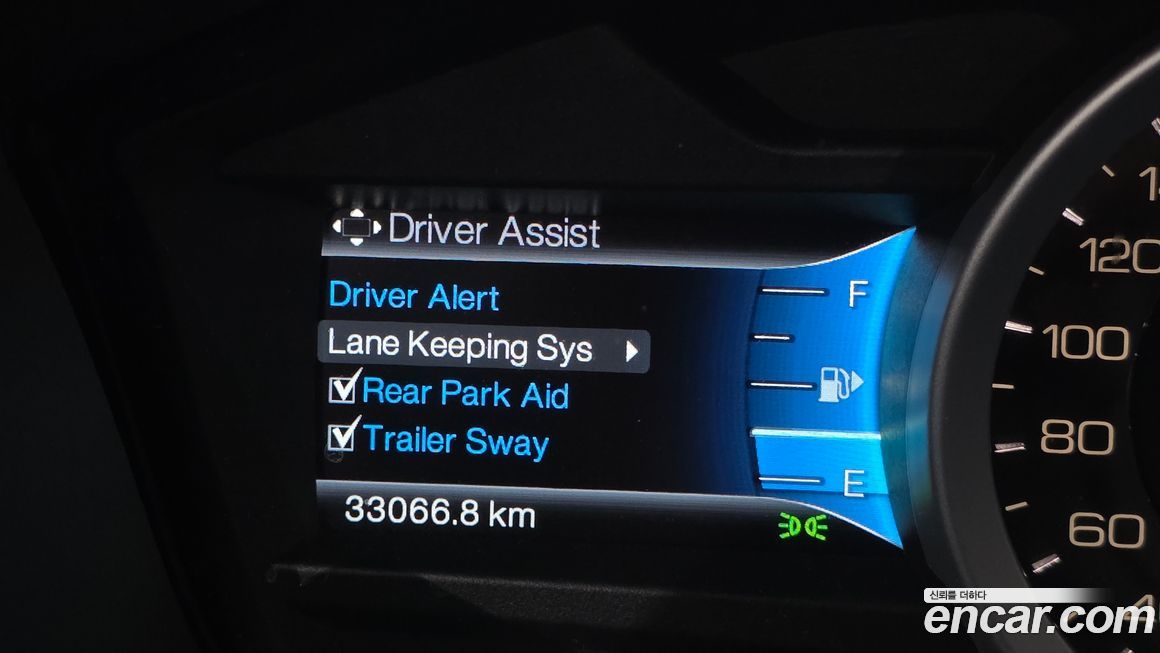 Driver Assist
Driver Alert
Lane Keeping Sys
Rear Park Aid
Trailer Sway
33066.8 km
F
E
120
100
80
60
신뢰를 더하다
encar.com